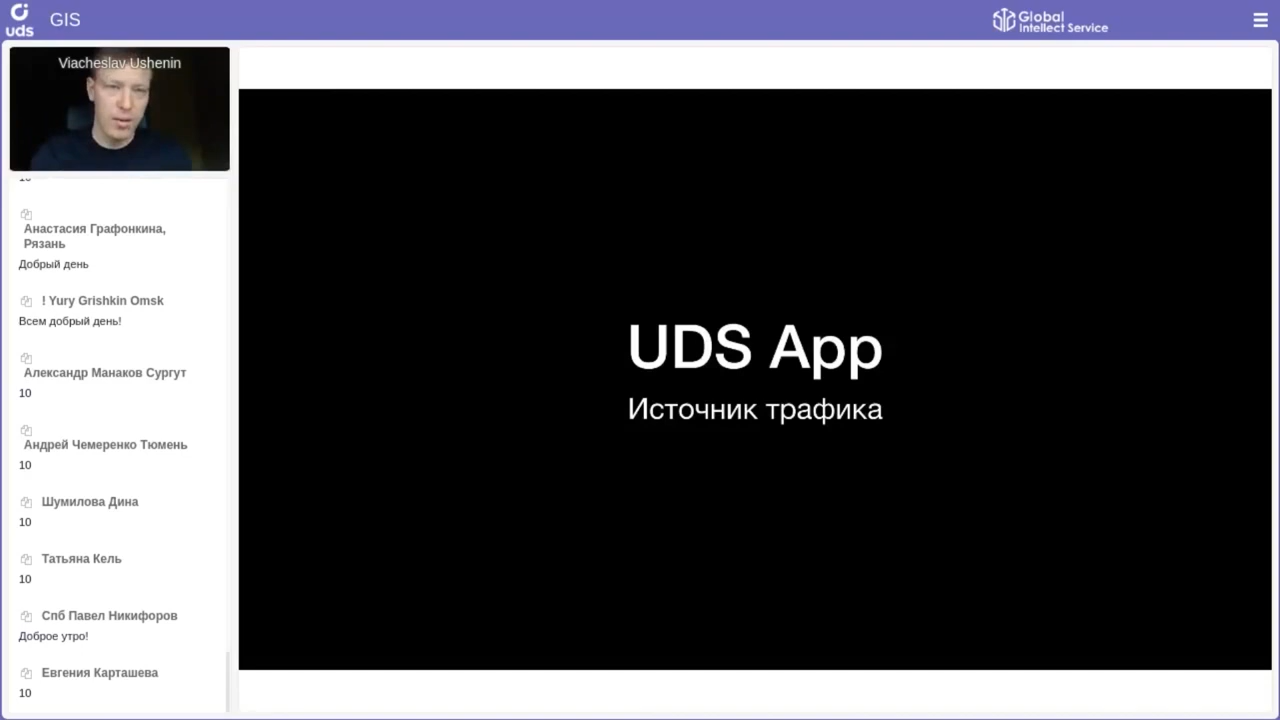 uds
GIS
Global
Intellect Service
Viacheslav Ushenin
Анастасия Графонкина,
Рязань
Добрый день
! Yury Grishkin Omsk
Всем добрый день!
Александр Манаков Сургут
10
Андрей Чемеренко Тюмень
10
Шумилова Дина
10
Татьяна Кель
10
Спб Павел Никифоров
Доброе утро!
Евгения Карташева
10
UDS App
Источник трафика